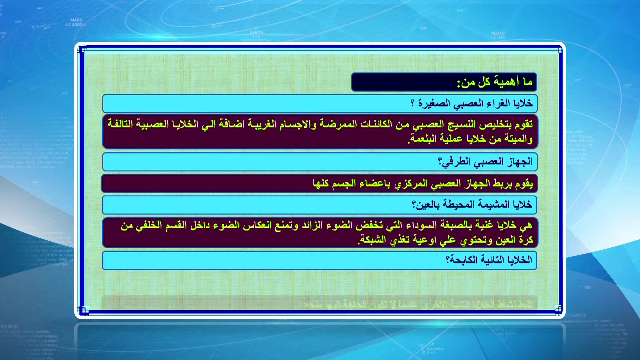 ما أهمية كل من:
خلايا الغراء العصبي الصغيرة ؟
تقوم بتخليص النسيج العصبي من الكائنات الممرضة والاجسام الغريبة إضافة الي الخلايا العصبية التالفة
والميتة من خلايا عملية البلعمة.
الجهاز العصبي الطرفي؟
يقوم بربط الجهاز العصبي المركزي باعضاء الجسم كلها
خلايا المشيمة المحيطة بالعين؟
هي خلايا غنية بالصبغة السوداء التي تخفض الضوء الزائد وتمنع انعكاس الضوء داخل القسم الخلفي من
كرة العين وتحتوي علي اوعية تغذي الشبكة.
الخلايا الثانية الكابحة؟